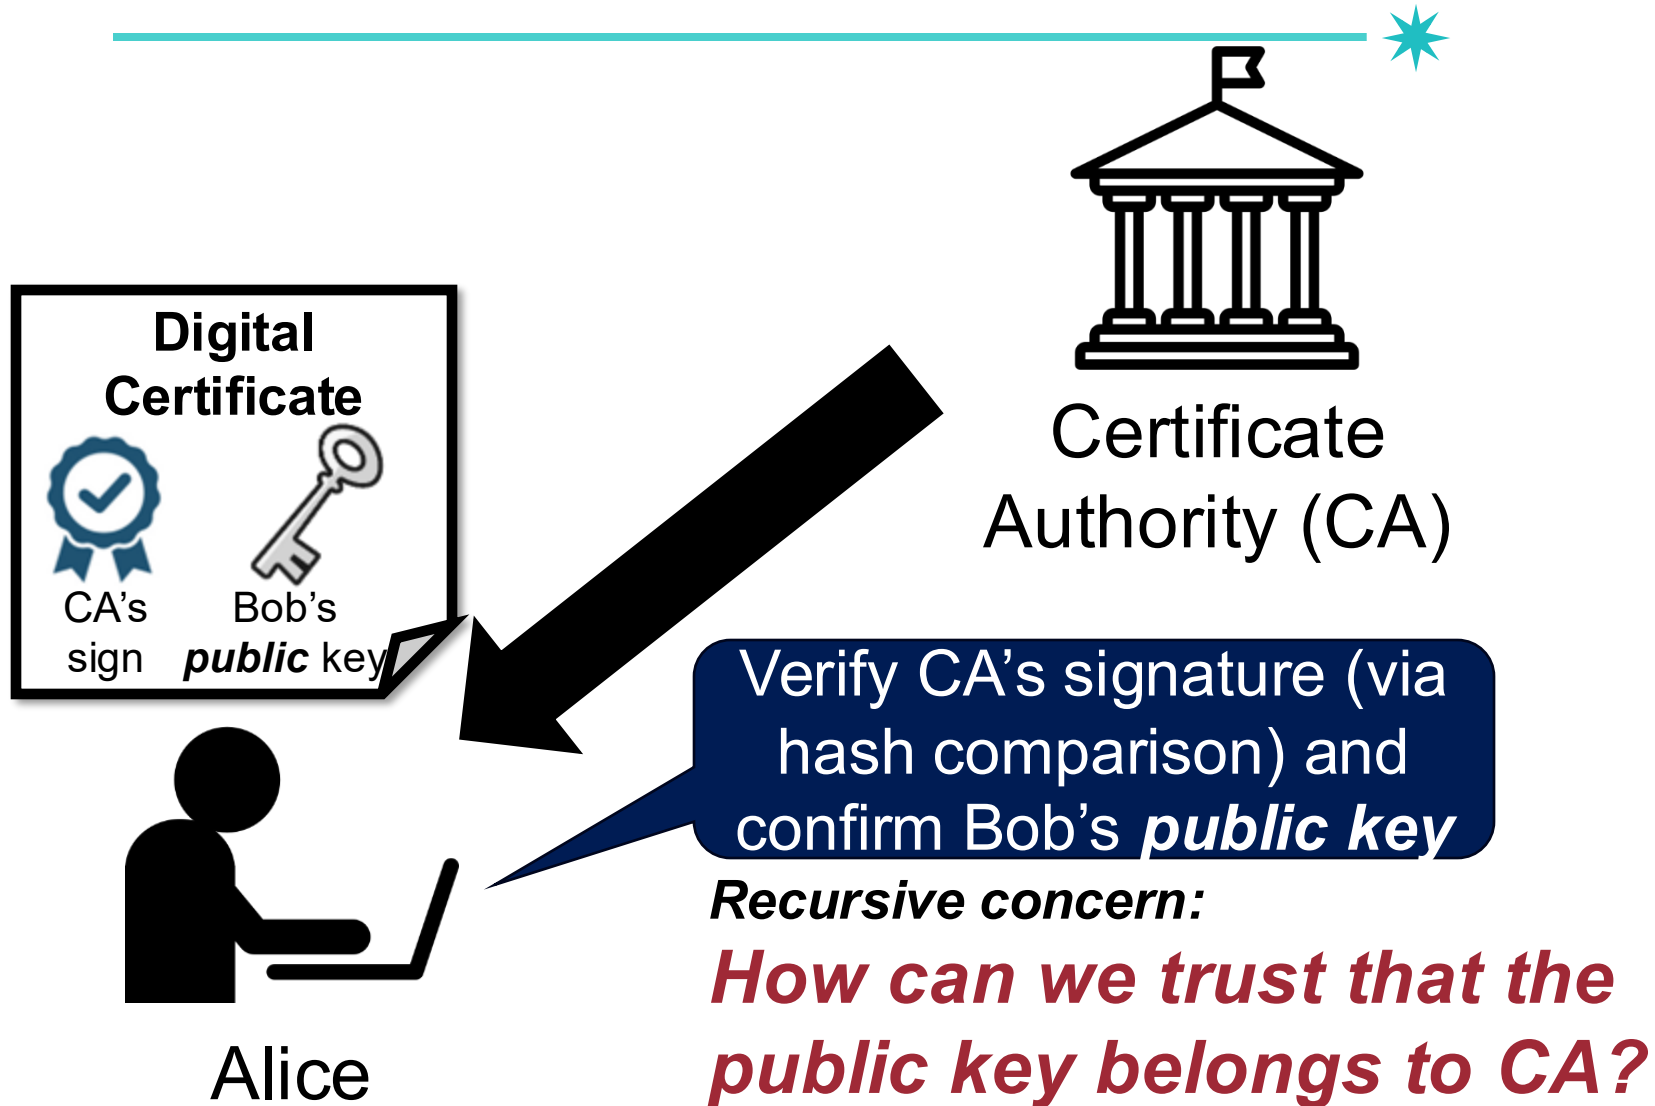 Digital
Certificate
CA’s
sign
Bob’s
public key
Certificate
Authority (CA)
Verify CA’s signature (via
hash comparison) and
confirm Bob’s public key
Recursive concern:
How can we trust that the
public key belongs to CA?
Alice